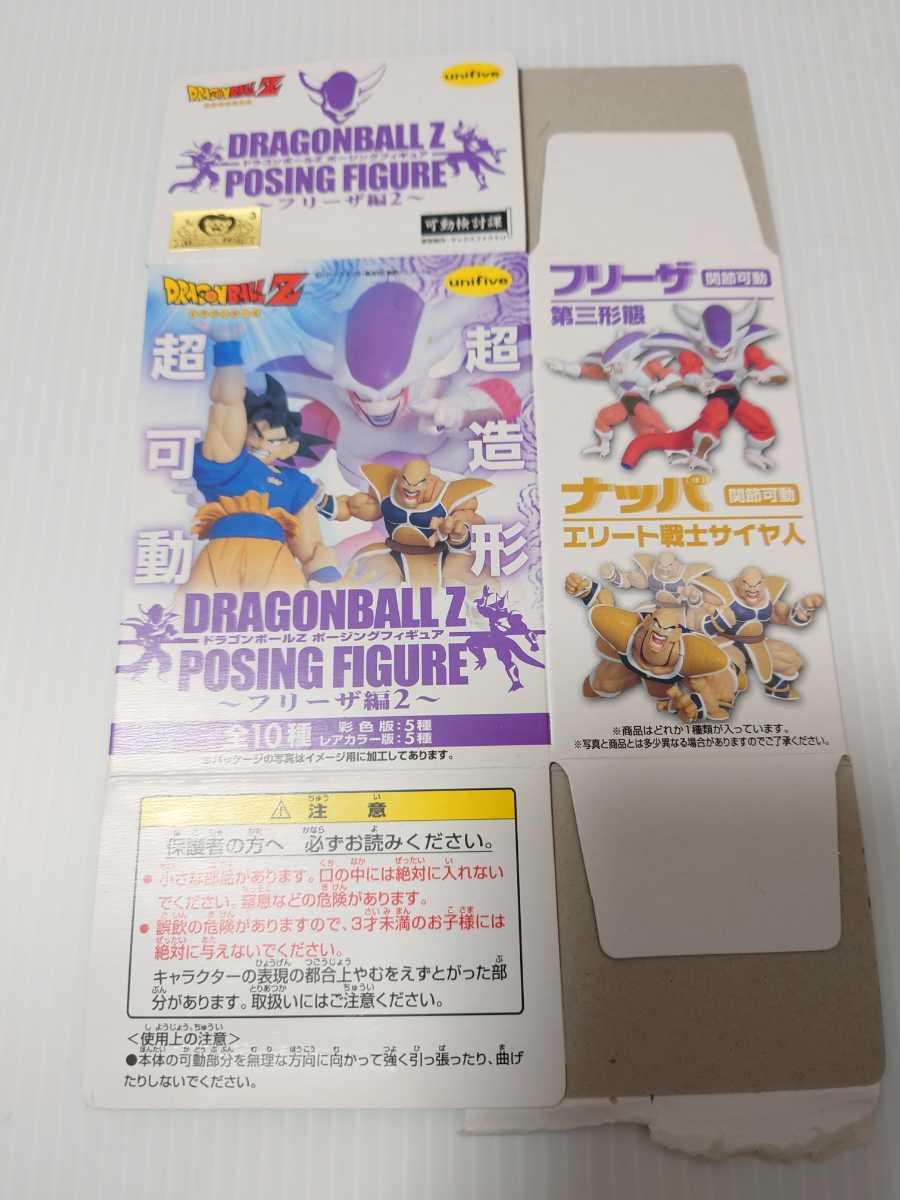 DRAGON BALL Z
unifive
DRAGONBALL Z
ドラゴンボールZ ポージングフィギュア
POSING FIGURE
～フリーザ編2～
可動検討課
DRAGON BALL Z
unifive
超可動
超造形
DRAGONBALL Z
ドラゴンボールZ ポージングフィギュア
POSING FIGURE
～フリーザ編2～
全10種 彩色版:5種
レアカラー版:5種
※パッケージの写真はイメージ用に加工してあります。
フリーザ 関節可動
第三形態
ナッパ 関節可動
エリート戦士サイヤ人
※商品はどれか1種類が入っています。
※写真と商品とは多少異なる場合がありますのでご了承ください。
⚠ 注意
保護者の方へ 必ずお読みください。
●小さな部品があります。口の中には絶対に入れない
でください。窒息などの危険があります。
●誤飲の危険がありますので、3才未満のお子様には
絶対に与えないでください。
キャラクターの表現の都合上やむをえずとがった部
分があります。取扱いにはご注意ください。
<使用上の注意>
●本体の可動部分を無理な方向に向かって強く引っ張ったり、曲げ
たりしないでください。